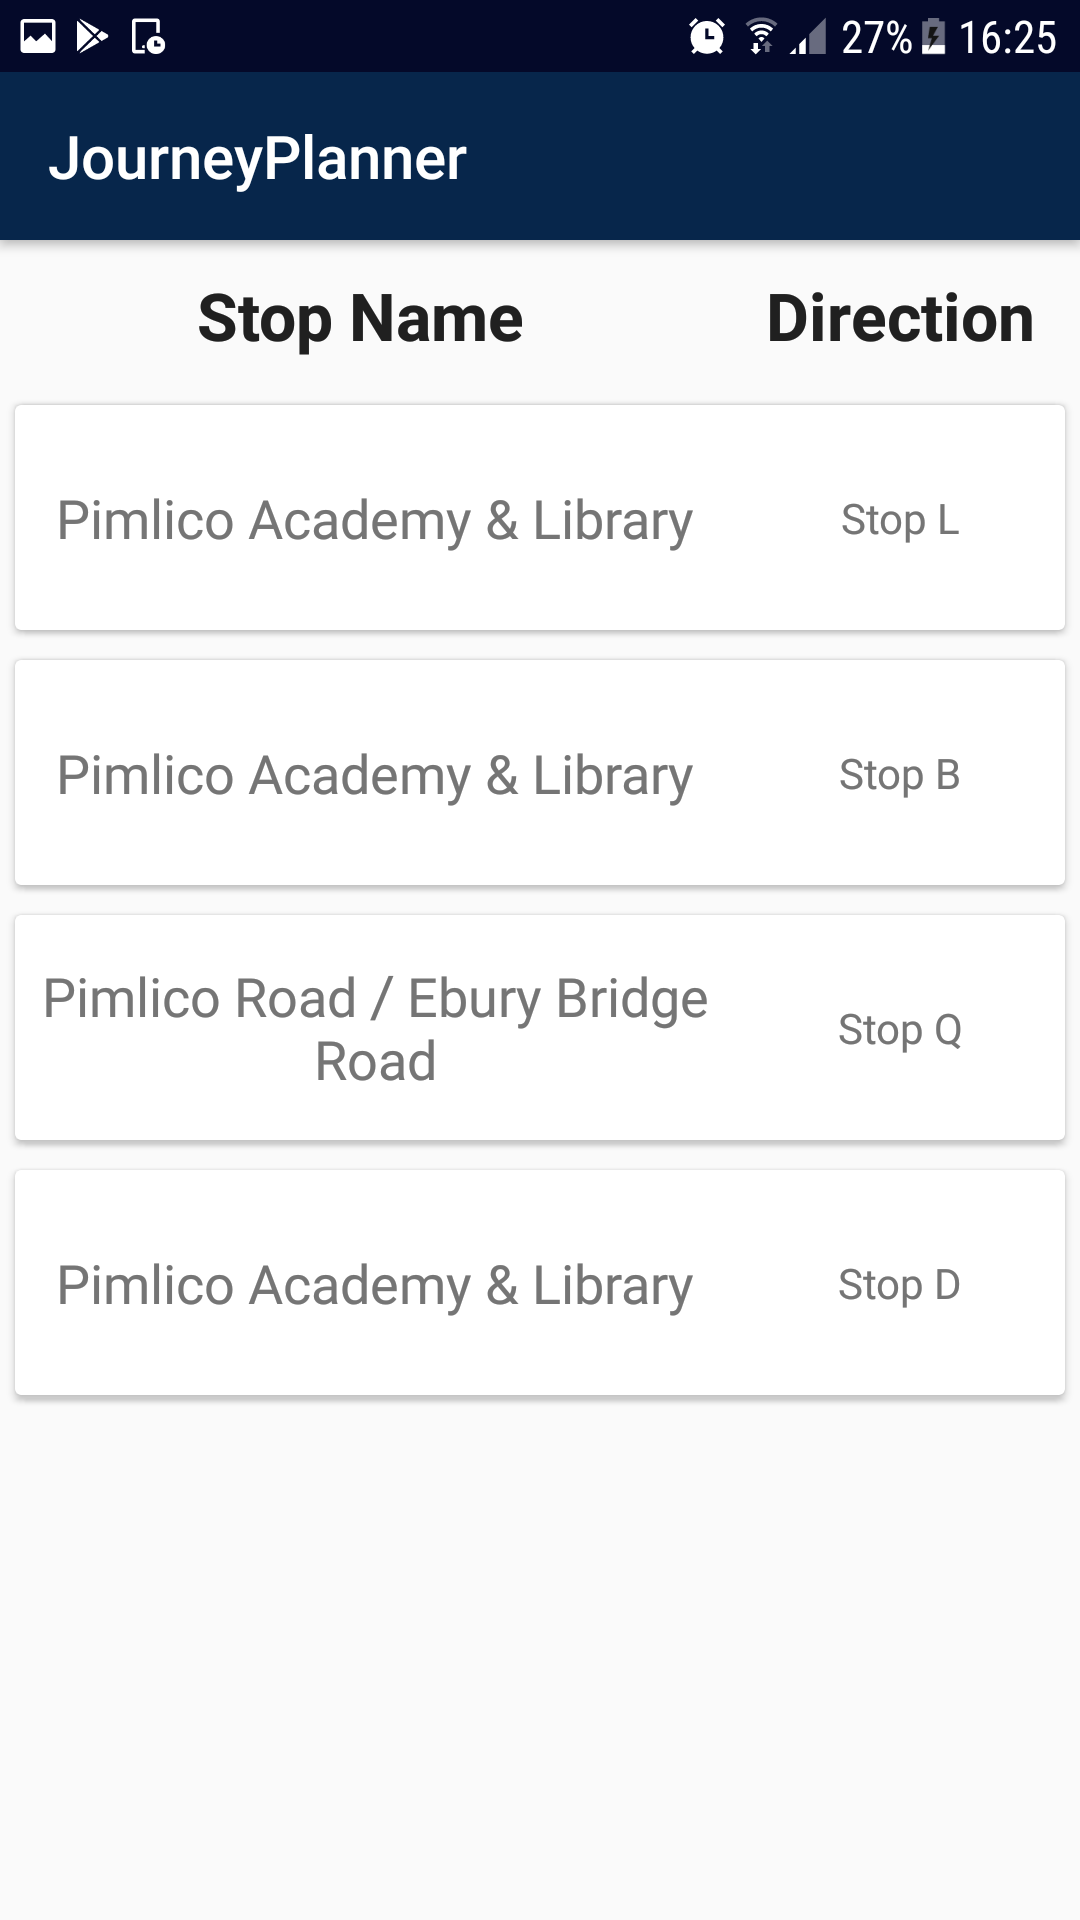 27% 16:25
JourneyPlanner
Stop Name Direction
Pimlico Academy & Library Stop L
Pimlico Academy & Library Stop B
Pimlico Road / Ebury Bridge
Road
Stop Q
Pimlico Academy & Library Stop D